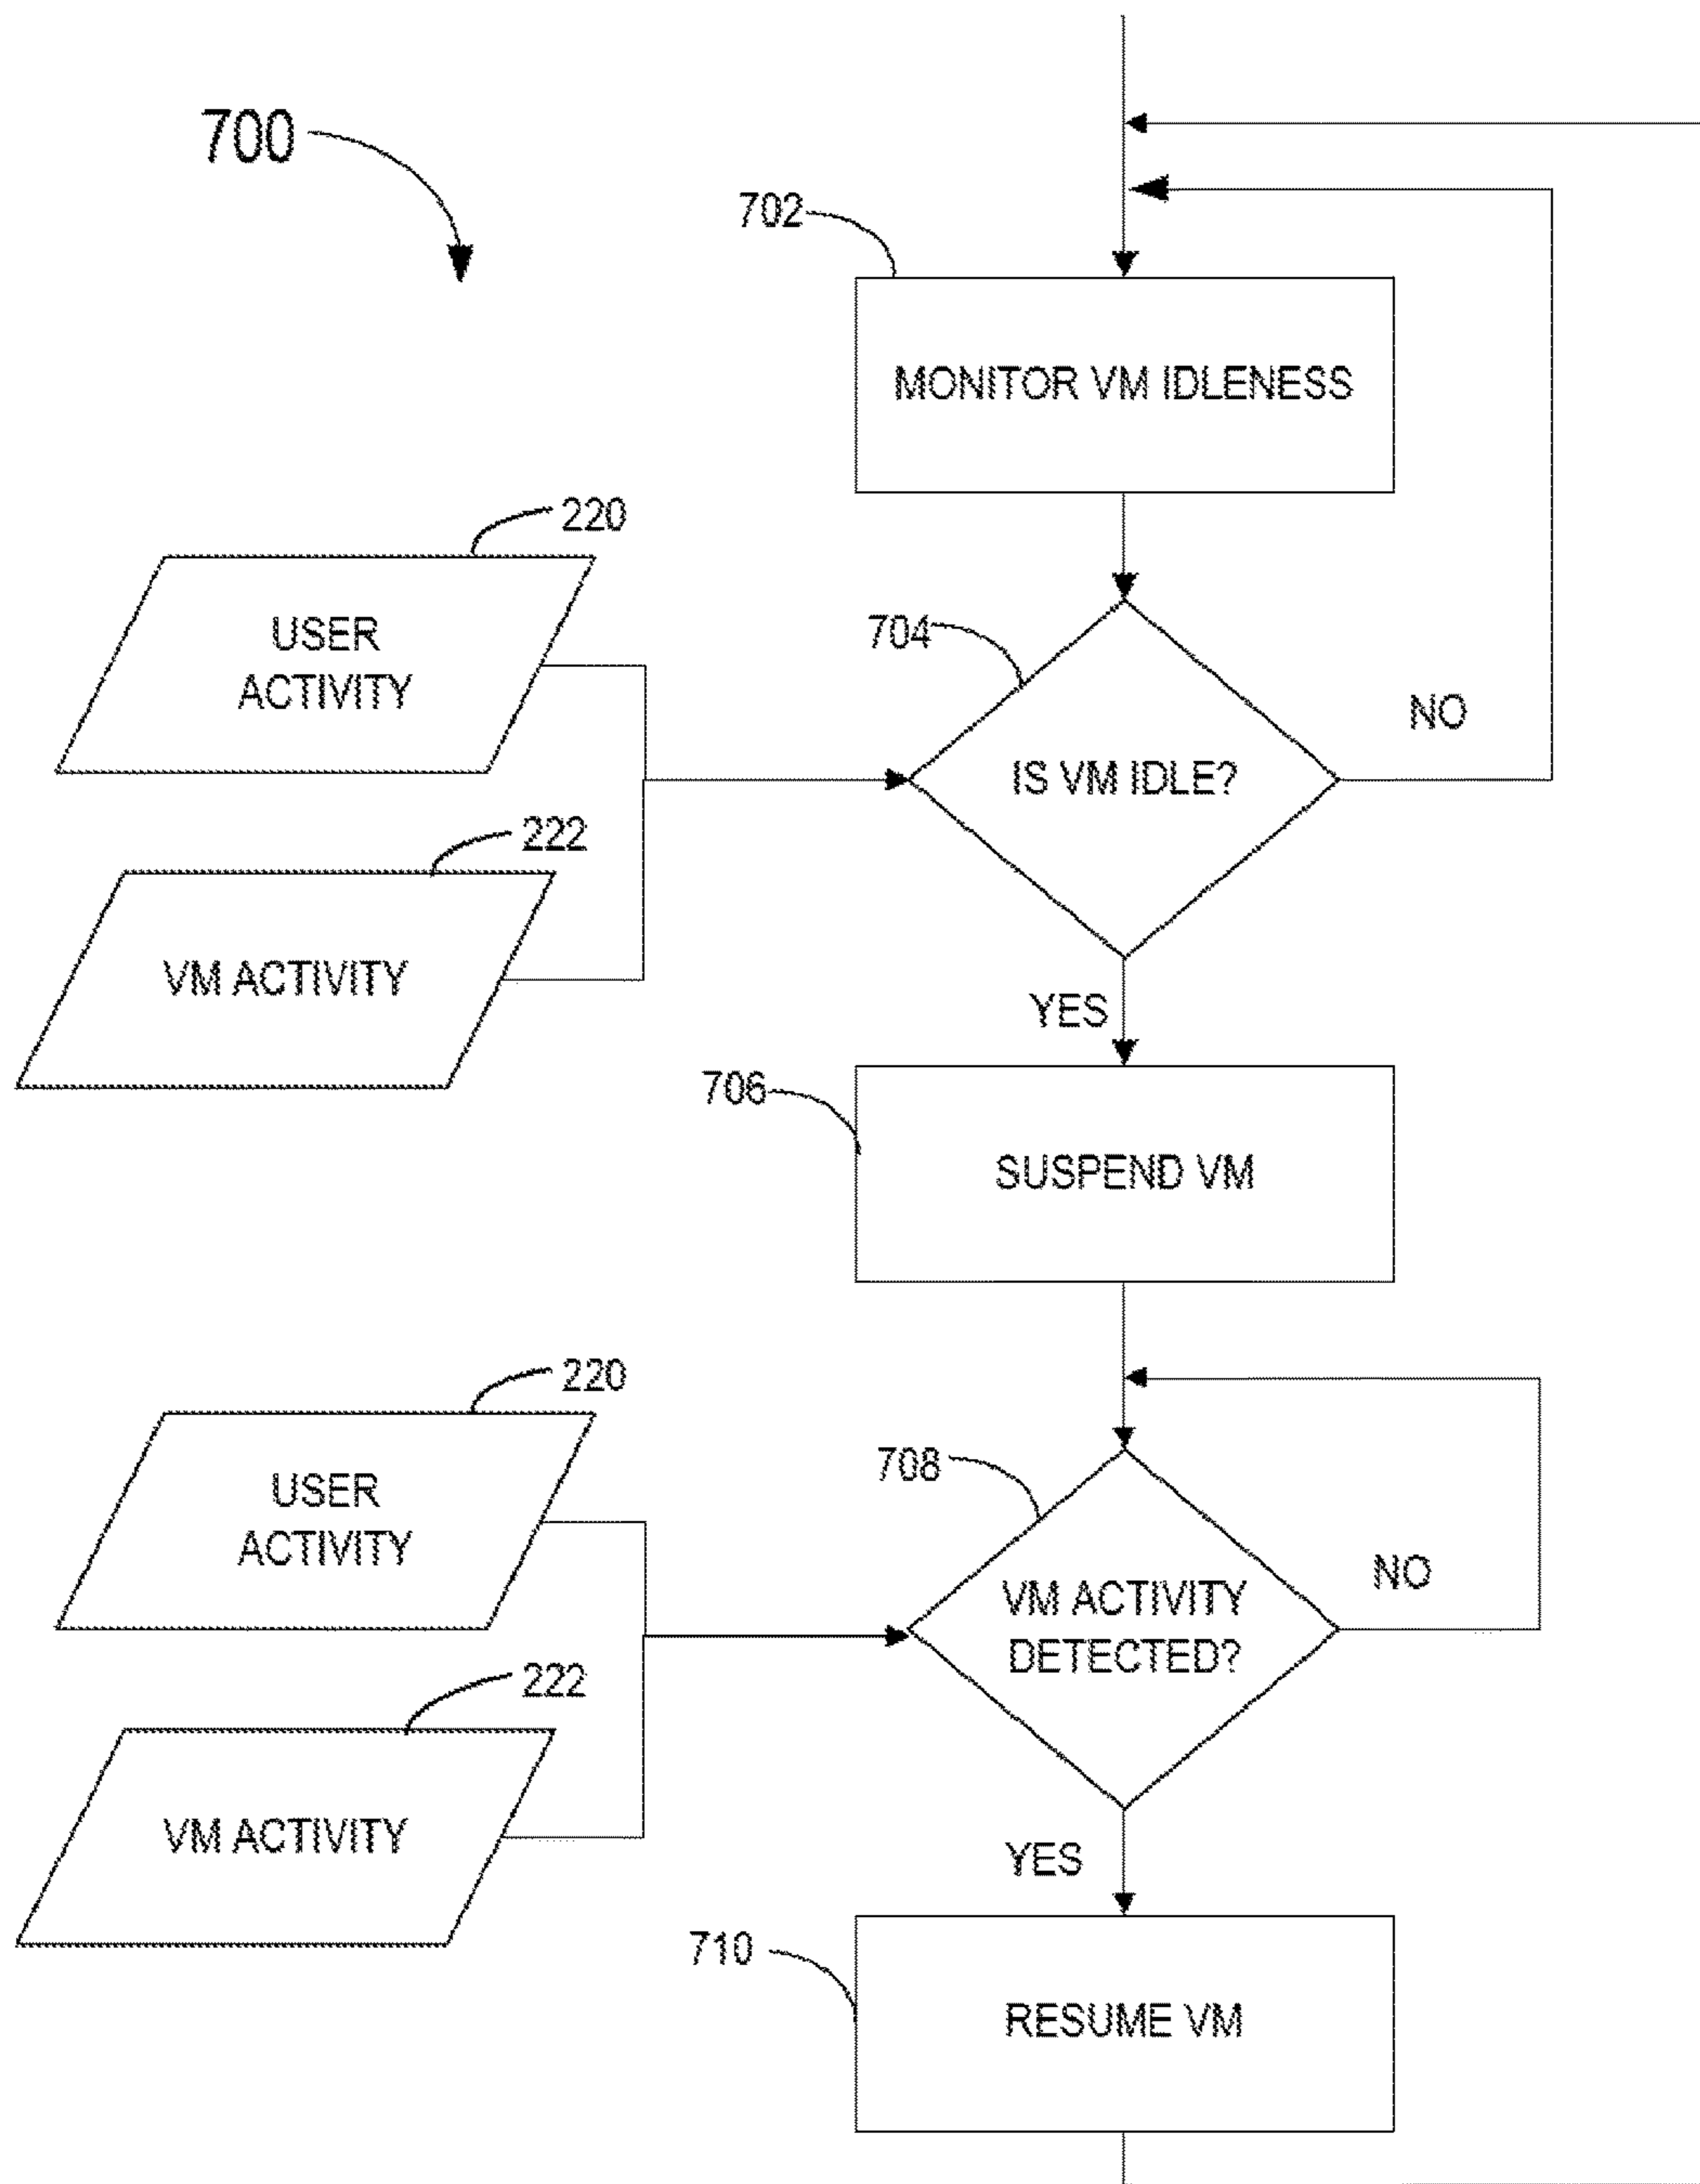 700
702
MONITOR VM IDLENESS
220
USER
ACTIVITY
704
NO
IS VM IDLE?
222
VM ACTIVITY
YES
706
SUSPEND VM
220
USER
ACTIVITY
708
NO
VM ACTIVITY
DETECTED?
222
VM ACTIVITY
YES
710
RESUME VM